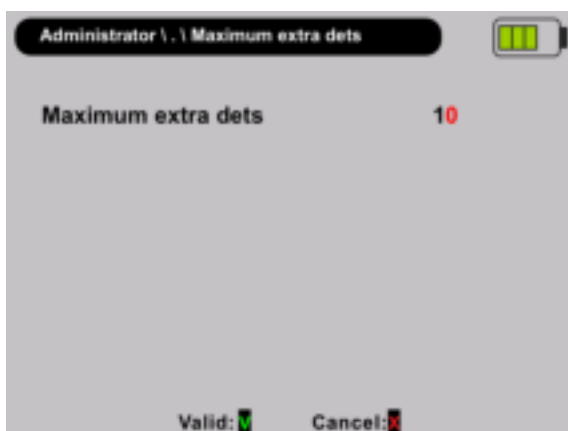 Administrator \ . \ Maximum extra dets
Maximum extra dets 10
Valid: V Cancel: X